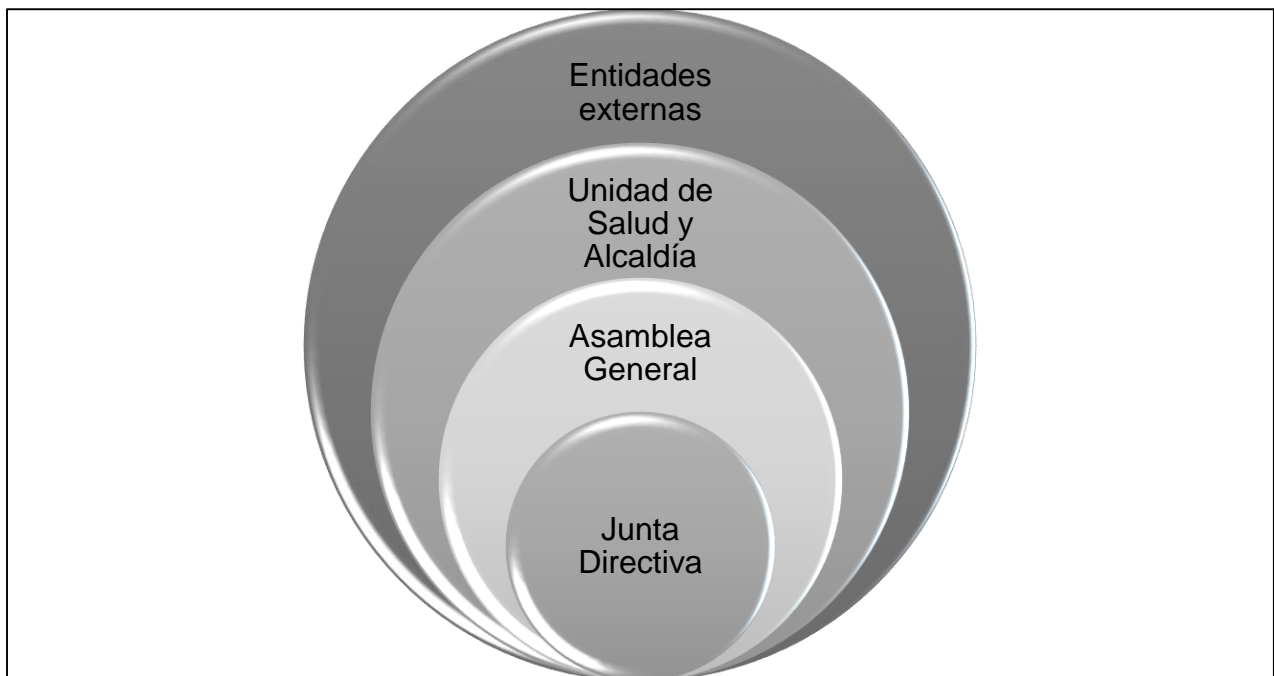 Entidades
externas
Unidad de
Salud y
Alcaldía
Asamblea
General
Junta
Directiva